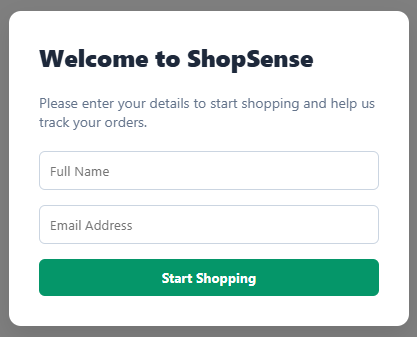 Welcome to ShopSense
Please enter your details to start shopping and help us
track your orders.
Full Name
Email Address
Start Shopping